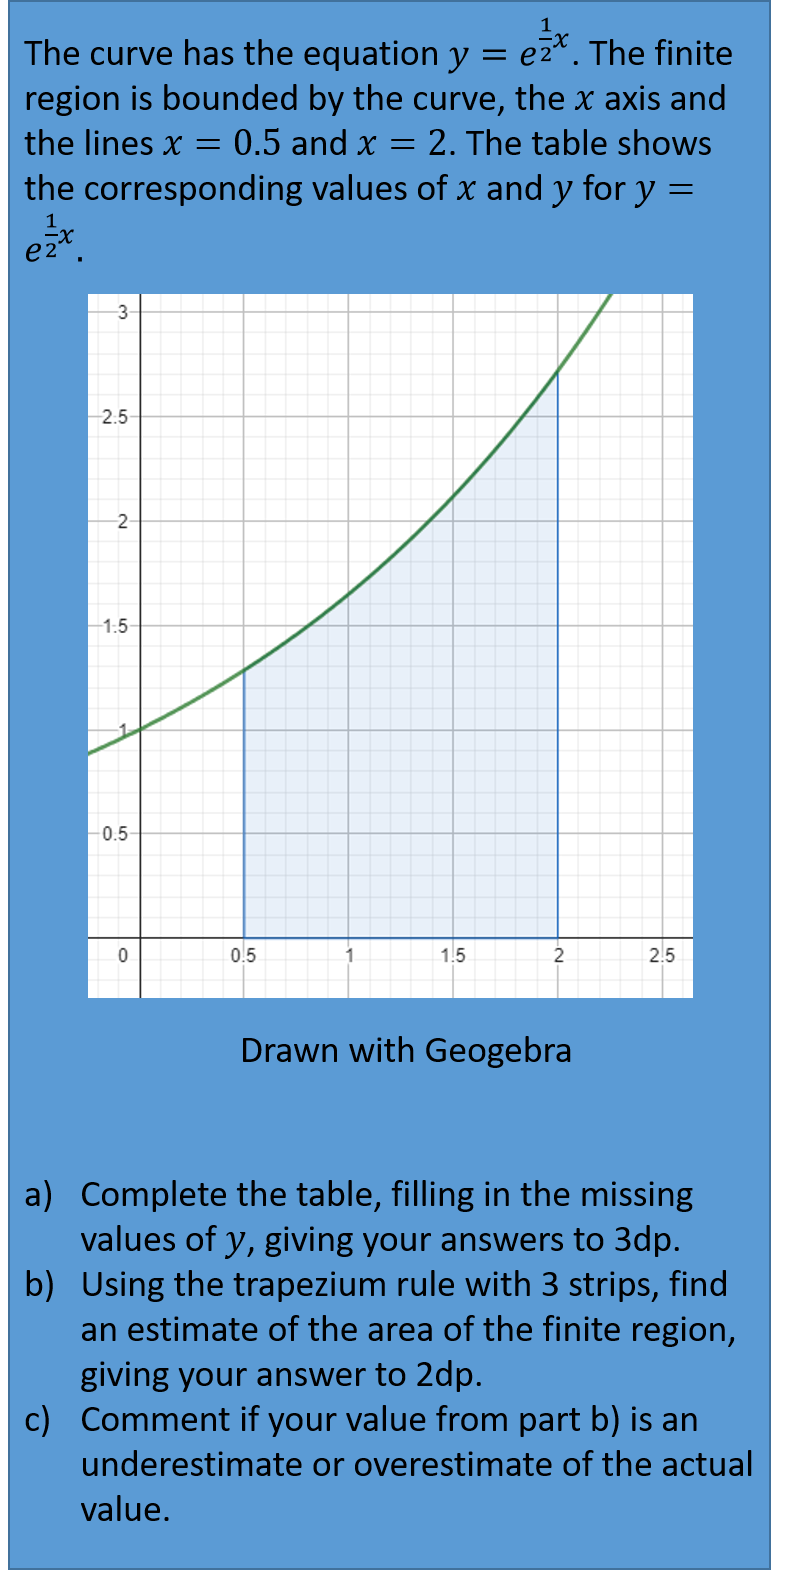 The curve has the equation y = e^{\frac{1}{2}x}. The finite
region is bounded by the curve, the x axis and
the lines x = 0.5 and x = 2. The table shows
the corresponding values of x and y for y =
e^{\frac{1}{2}x}.
3
2.5
2
1.5
1
0.5
0 0.5 1 1.5 2 2.5
Drawn with Geogebra
a) Complete the table, filling in the missing
values of y, giving your answers to 3dp.
b) Using the trapezium rule with 3 strips, find
an estimate of the area of the finite region,
giving your answer to 2dp.
c) Comment if your value from part b) is an
underestimate or overestimate of the actual
value.